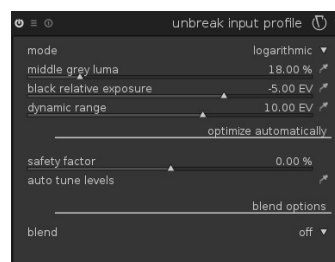 unbreak input profile
mode logarithmic
middle grey luma 18.00 %
black relative exposure -5.00 EV
dynamic range 10.00 EV
optimize automatically
safety factor 0.00 %
auto tune levels
blend options
blend off